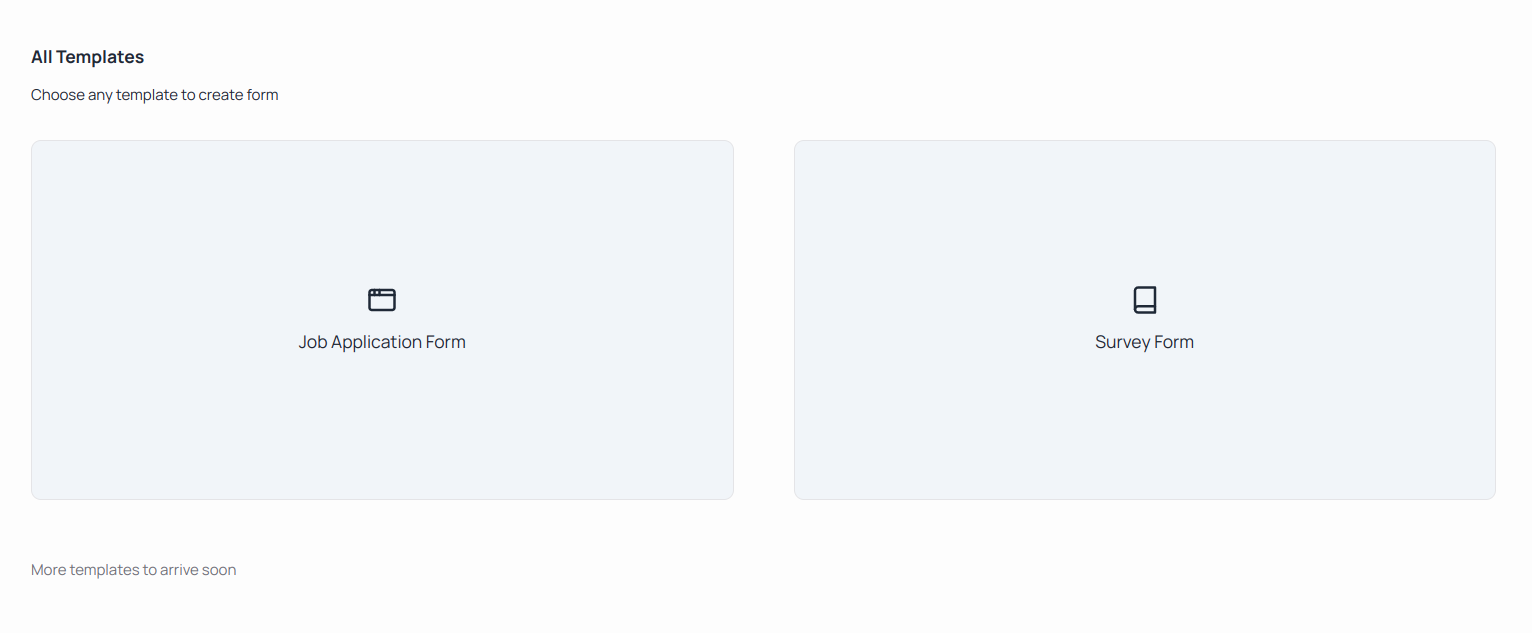 All Templates
Choose any template to create form
Job Application Form
Survey Form
More templates to arrive soon